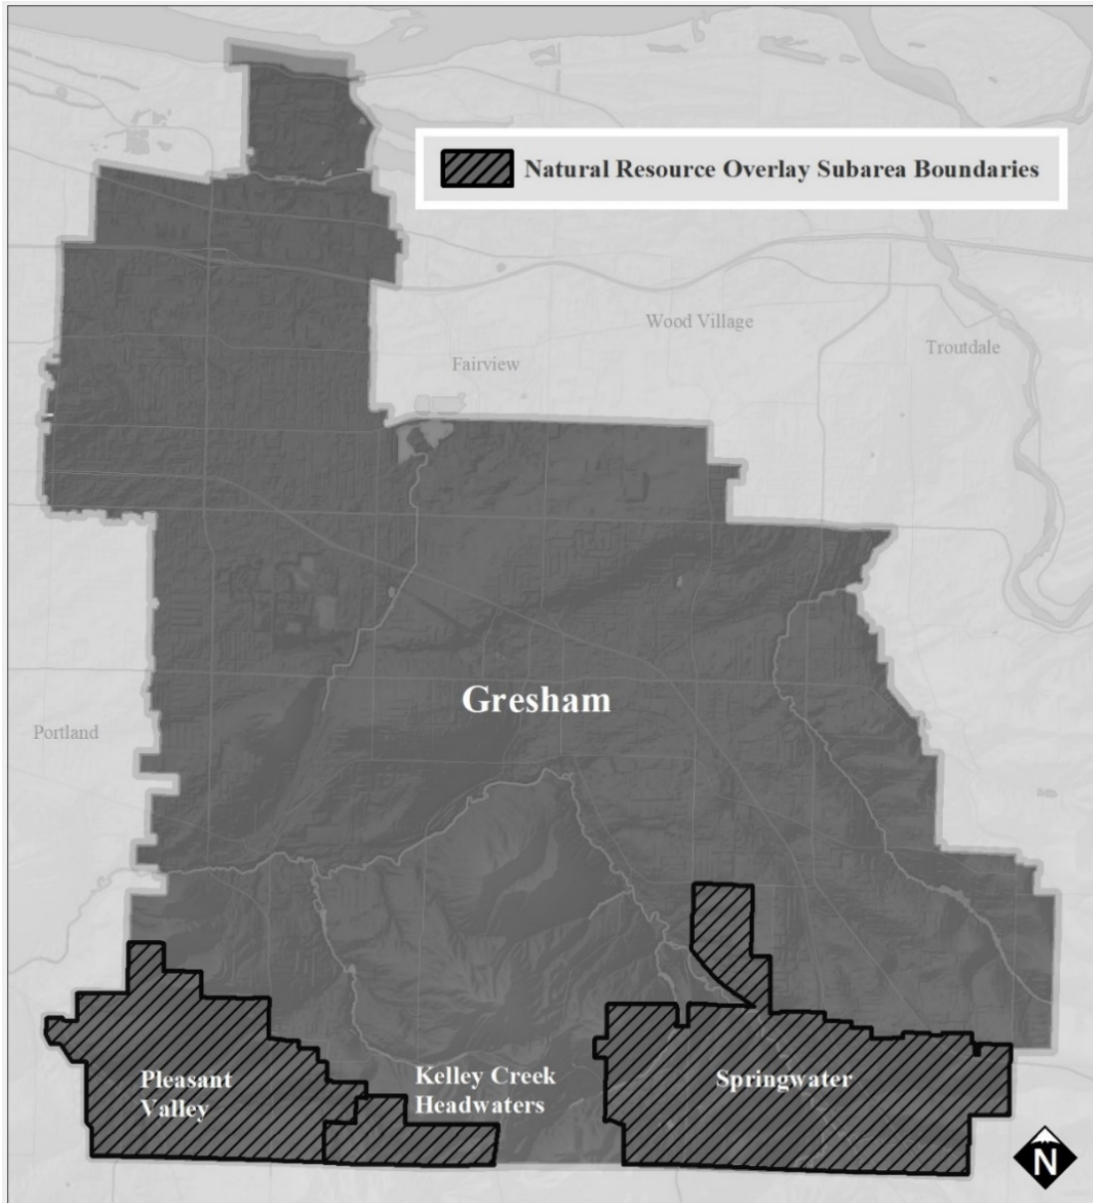 Natural Resource Overlay Subarea Boundaries
Wood Village
Troutdale
Fairview
Gresham
Portland
Pleasant
Valley
Kelley Creek
Headwaters
Springwater
N